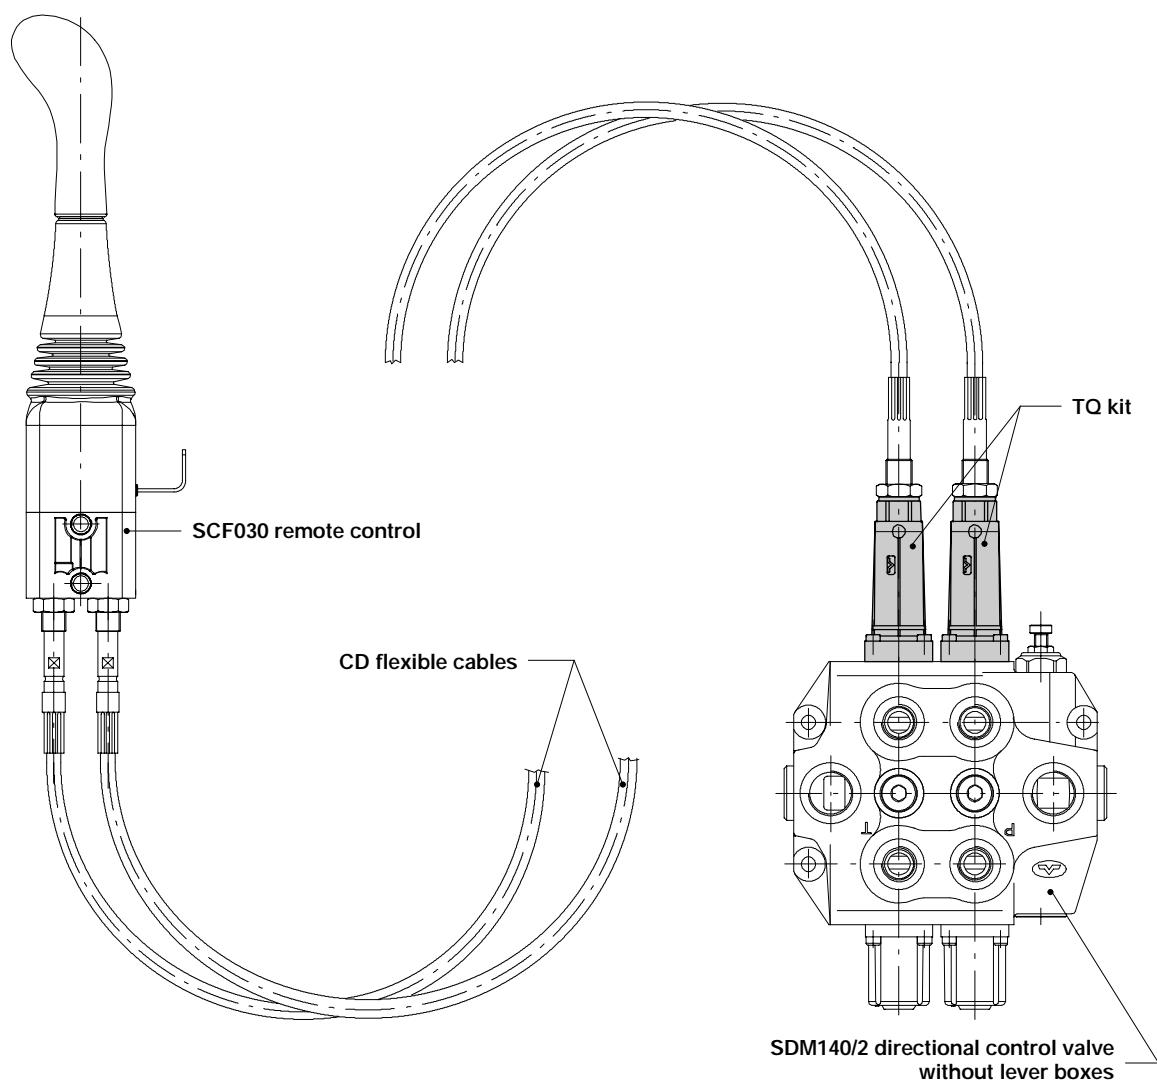 TQ kit
SCF030 remote control
CD flexible cables
T
P
SDM140/2 directional control valve
without lever boxes